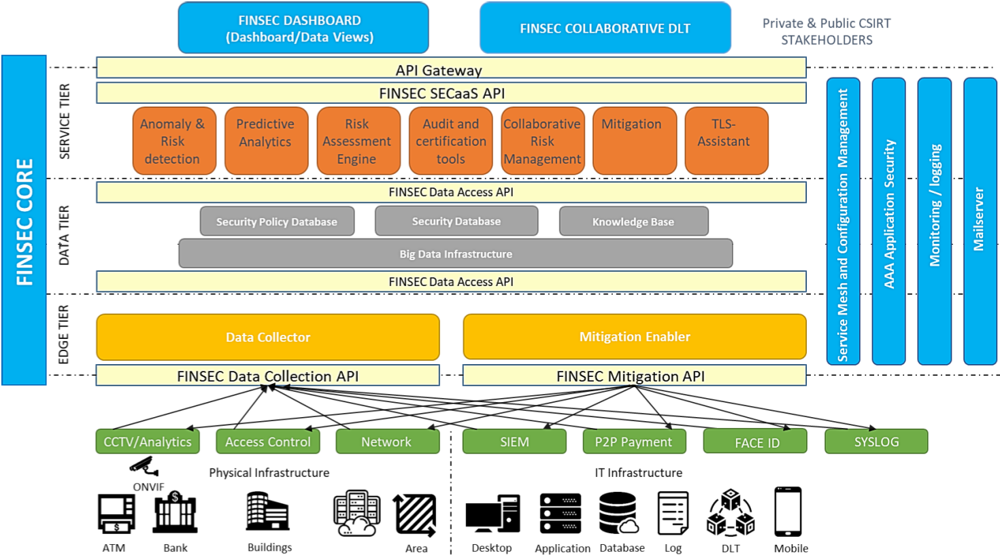 FINSEC DASHBOARD
(Dashboard/Data Views)
FINSEC COLLABORATIVE DLT
Private & Public CSIRT
STAKEHOLDERS
FINSEC CORE
SERVICE TIER
API Gateway
FINSEC SECaaS API
Anomaly &
Risk
detection
Predictive
Analytics
Risk
Assessment
Engine
Audit and
certification
tools
Collaborative
Risk
Management
Mitigation
TLS-
Assistant
DATA TIER
FINSEC Data Access API
Security Policy Database
Security Database
Knowledge Base
Big Data Infrastructure
FINSEC Data Access API
EDGE TIER
Data Collector
Mitigation Enabler
FINSEC Data Collection API
FINSEC Mitigation API
Service Mesh and Configuration Management
AAA Application Security
Monitoring / logging
Mailserver
CCTV/Analytics
Access Control
Network
SIEM
P2P Payment
FACE ID
SYSLOG
ONVIF
Physical Infrastructure
IT Infrastructure
$
$
ATM
Bank
Buildings
Area
Desktop
Application
Database
Log
DLT
Mobile